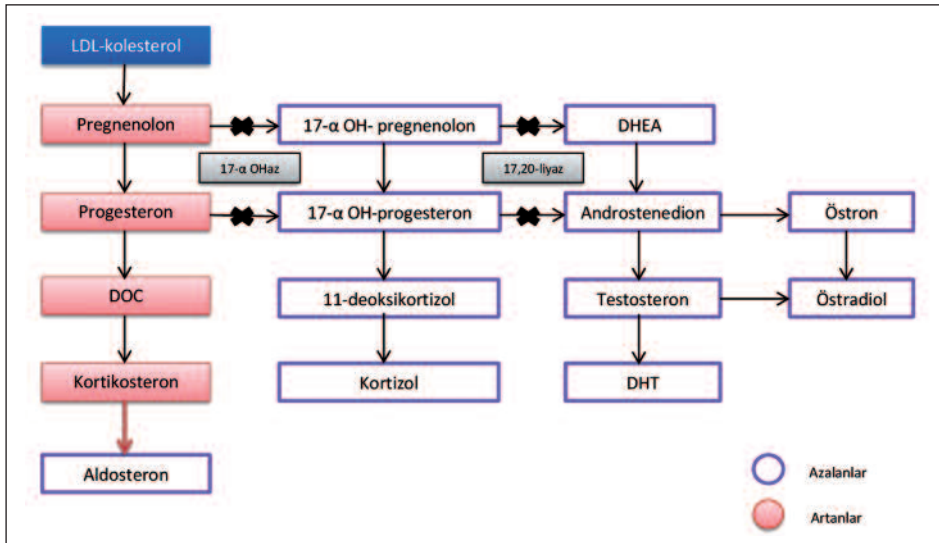 LDL-kolesterol
Pregnenolon
17-α OH- pregnenolon
DHEA
17-α OHaz
17,20-liyaz
Progesteron
17-α OH-progesteron
Androstenedion
Östron
DOC
11-deoksikortizol
Testosteron
Östradiol
Kortikosteron
Kortizol
DHT
Aldosteron
Azalanlar
Artanlar